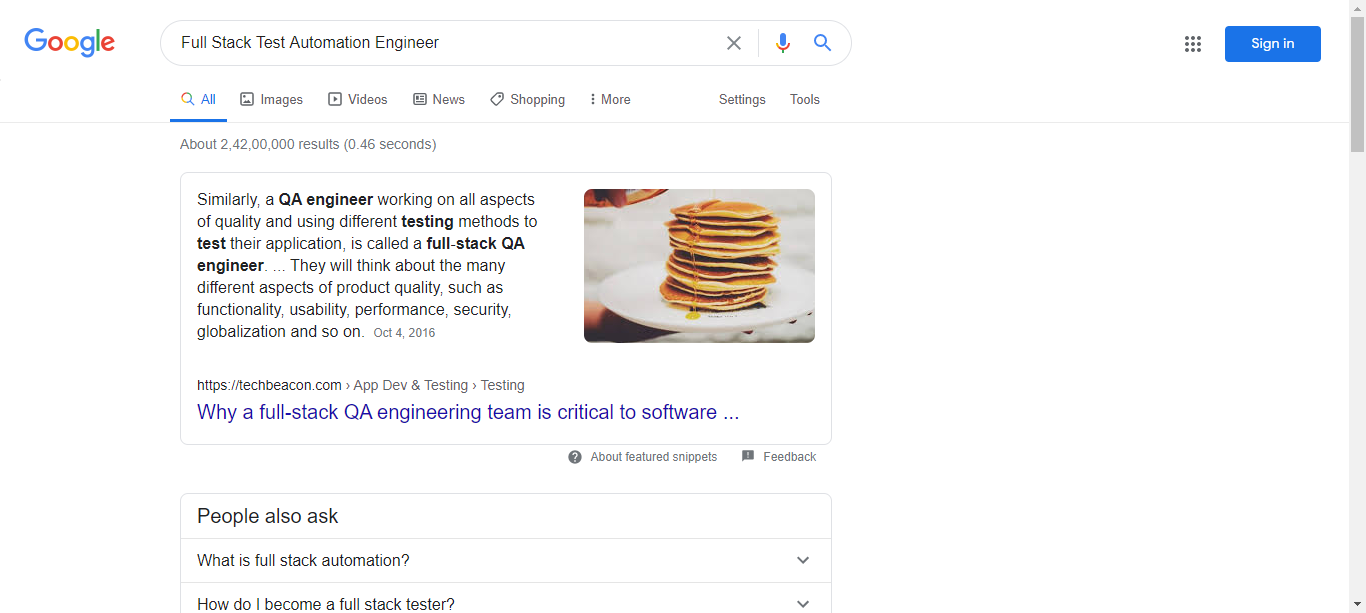 Google
Full Stack Test Automation Engineer
Sign in
All
Images
Videos
News
Shopping
More
Settings
Tools
About 2,42,00,000 results (0.46 seconds)
Similarly, a QA engineer working on all aspects
of quality and using different testing methods to
test their application, is called a full-stack QA
engineer. ... They will think about the many
different aspects of product quality, such as
functionality, usability, performance, security,
globalization and so on. Oct 4, 2016
https://techbeacon.com › App Dev & Testing › Testing
Why a full-stack QA engineering team is critical to software ...
About featured snippets
Feedback
People also ask
What is full stack automation?
How do I become a full stack tester?